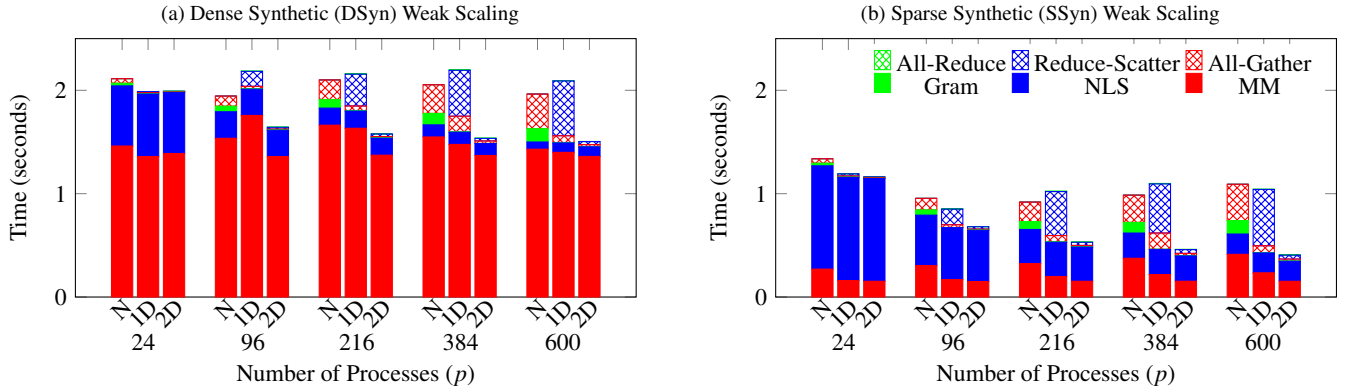 (a) Dense Synthetic (DSyn) Weak Scaling
2
1
0
Time (seconds)
N 1D 2D N 1D 2D N 1D 2D N 1D 2D N 1D 2D
24 96 216 384 600
Number of Processes (p)
(b) Sparse Synthetic (SSyn) Weak Scaling
All-Reduce Reduce-Scatter All-Gather
Gram NLS MM
2
1
0
Time (seconds)
N 1D 2D N 1D 2D N 1D 2D N 1D 2D N 1D 2D
24 96 216 384 600
Number of Processes (p)